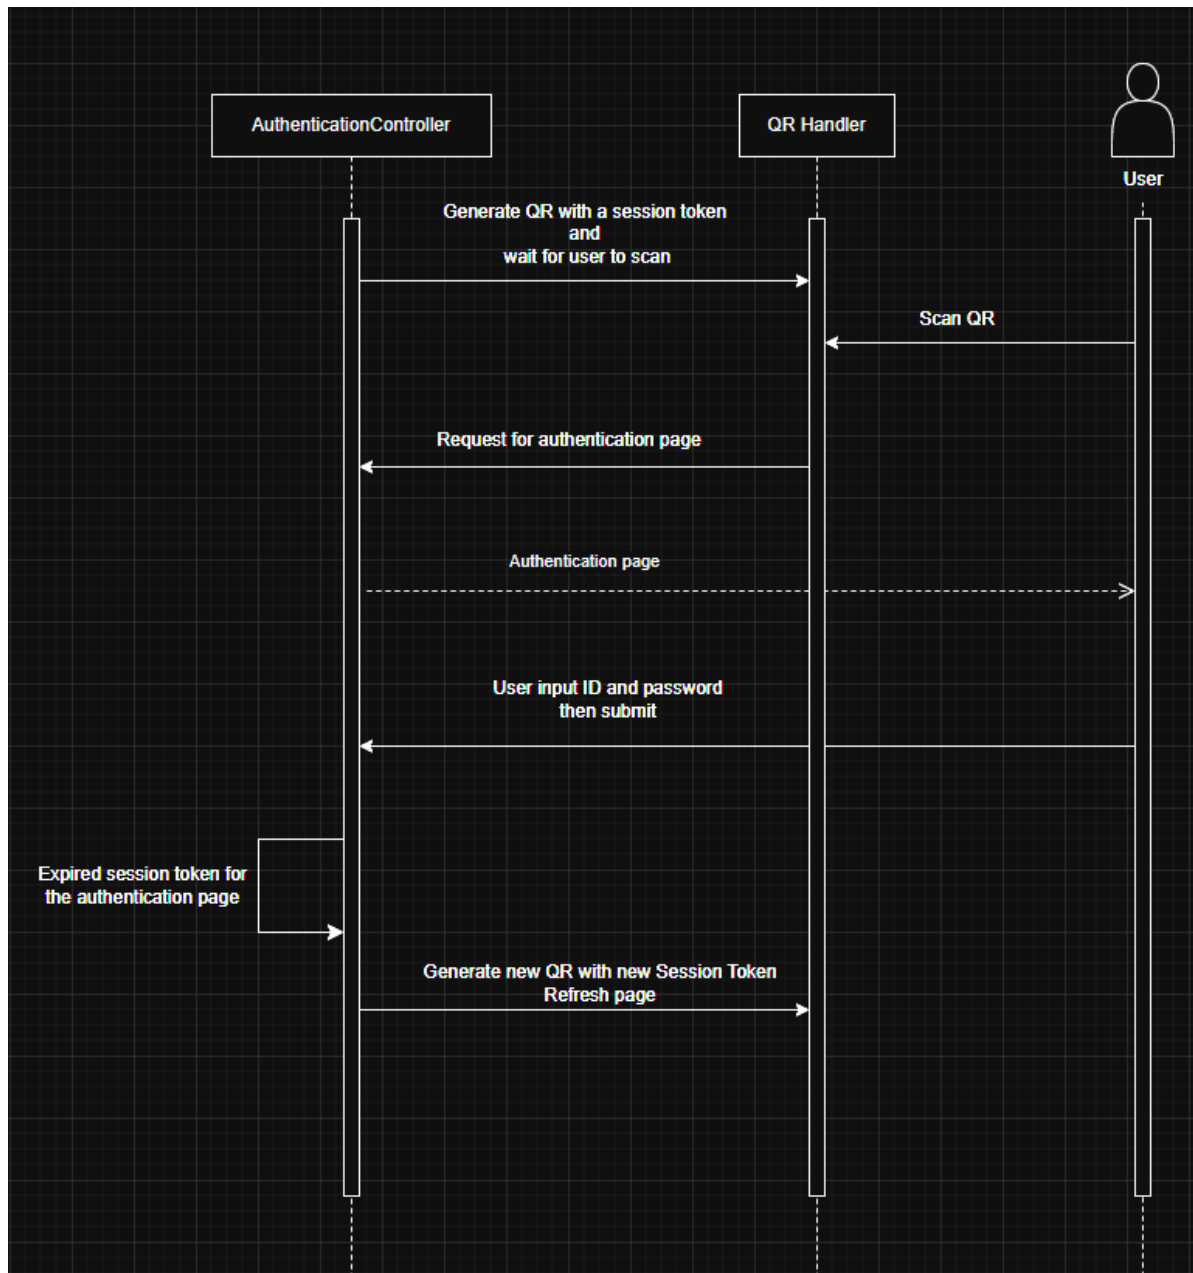 AuthenticationController
QR Handler
User
Generate QR with a session token
and
wait for user to scan
Scan QR
Request for authentication page
Authentication page
User input ID and password
then submit
Expired session token for
the authentication page
Generate new QR with new Session Token
Refresh page